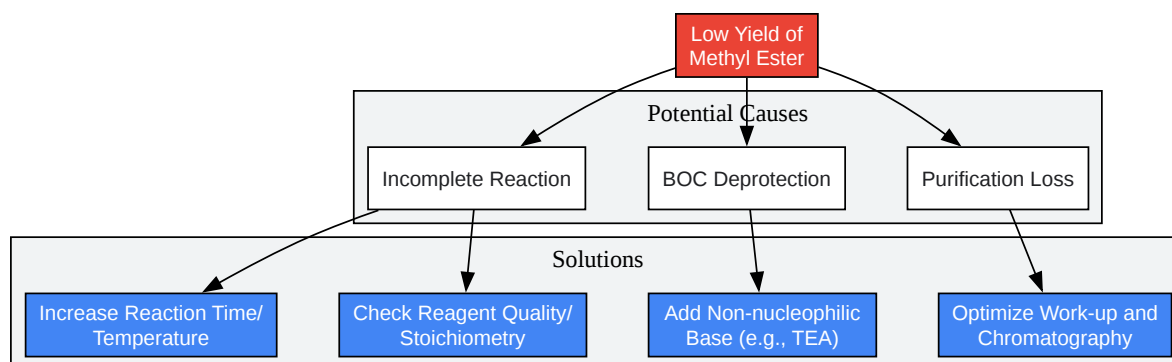 Low Yield of
Methyl Ester
Potential Causes
Incomplete Reaction
BOC Deprotection
Purification Loss
Solutions
Increase Reaction Time/
Temperature
Check Reagent Quality/
Stoichiometry
Add Non-nucleophilic
Base (e.g., TEA)
Optimize Work-up and
Chromatography